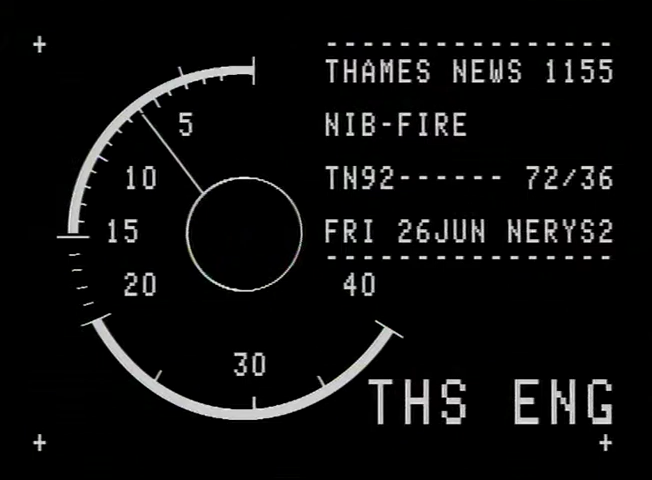 THAMES NEWS 1155
NIB-FIRE
TN92------ 72/36
FRI 26JUN NERYS2
5
10
15
20
30
40
THS ENG